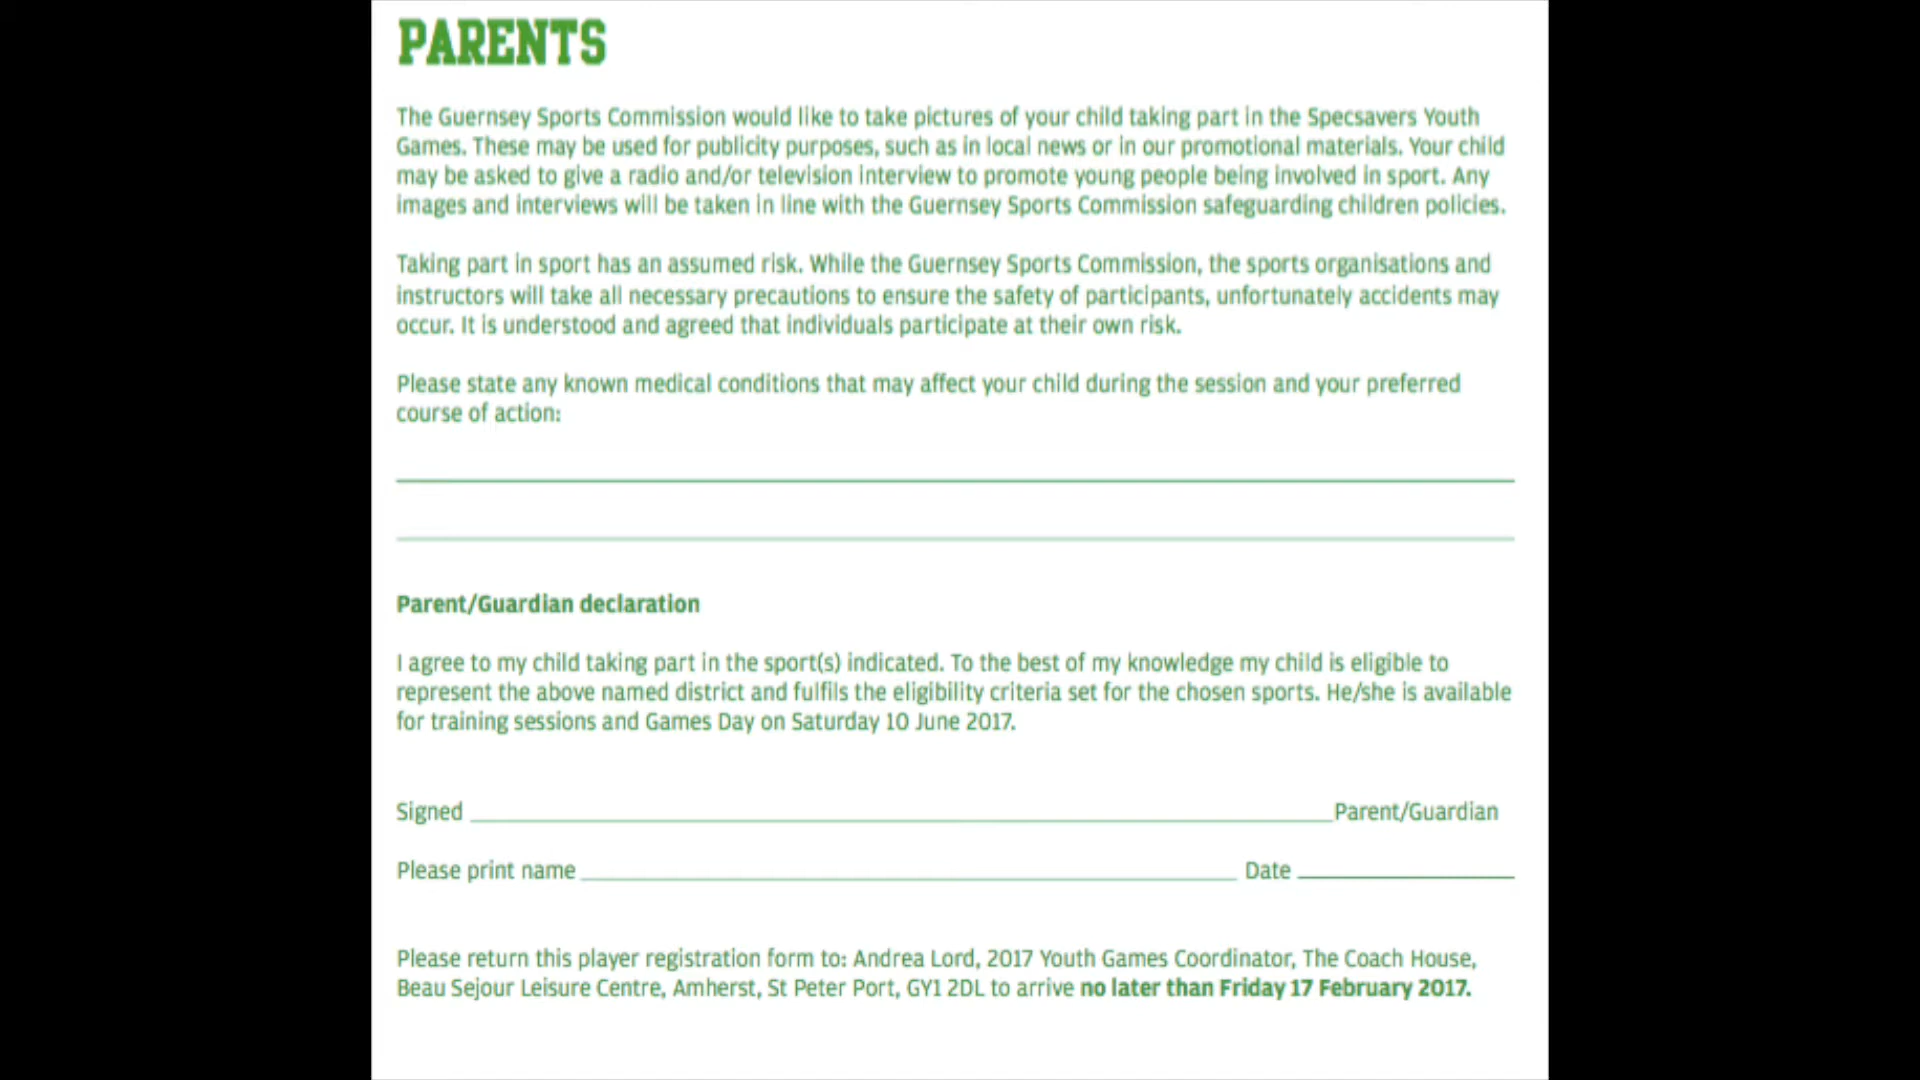 PARENTS
The Guernsey Sports Commission would like to take pictures of your child taking part in the Specsavers Youth
Games. These may be used for publicity purposes, such as in local news or in our promotional materials. Your child
may be asked to give a radio and/or television interview to promote young people being involved in sport. Any
images and interviews will be taken in line with the Guernsey Sports Commission safeguarding children policies.
Taking part in sport has an assumed risk. While the Guernsey Sports Commission, the sports organisations and
instructors will take all necessary precautions to ensure the safety of participants, unfortunately accidents may
occur. It is understood and agreed that individuals participate at their own risk.
Please state any known medical conditions that may affect your child during the session and your preferred
course of action:
Parent/Guardian declaration
I agree to my child taking part in the sport(s) indicated. To the best of my knowledge my child is eligible to
represent the above named district and fulfils the eligibility criteria set for the chosen sports. He/she is available
for training sessions and Games Day on Saturday 10 June 2017.
Signed Parent/Guardian
Please print name Date
Please return this player registration form to: Andrea Lord, 2017 Youth Games Coordinator, The Coach House,
Beau Sejour Leisure Centre, Amherst, St Peter Port, GY1 2DL to arrive no later than Friday 17 February 2017.